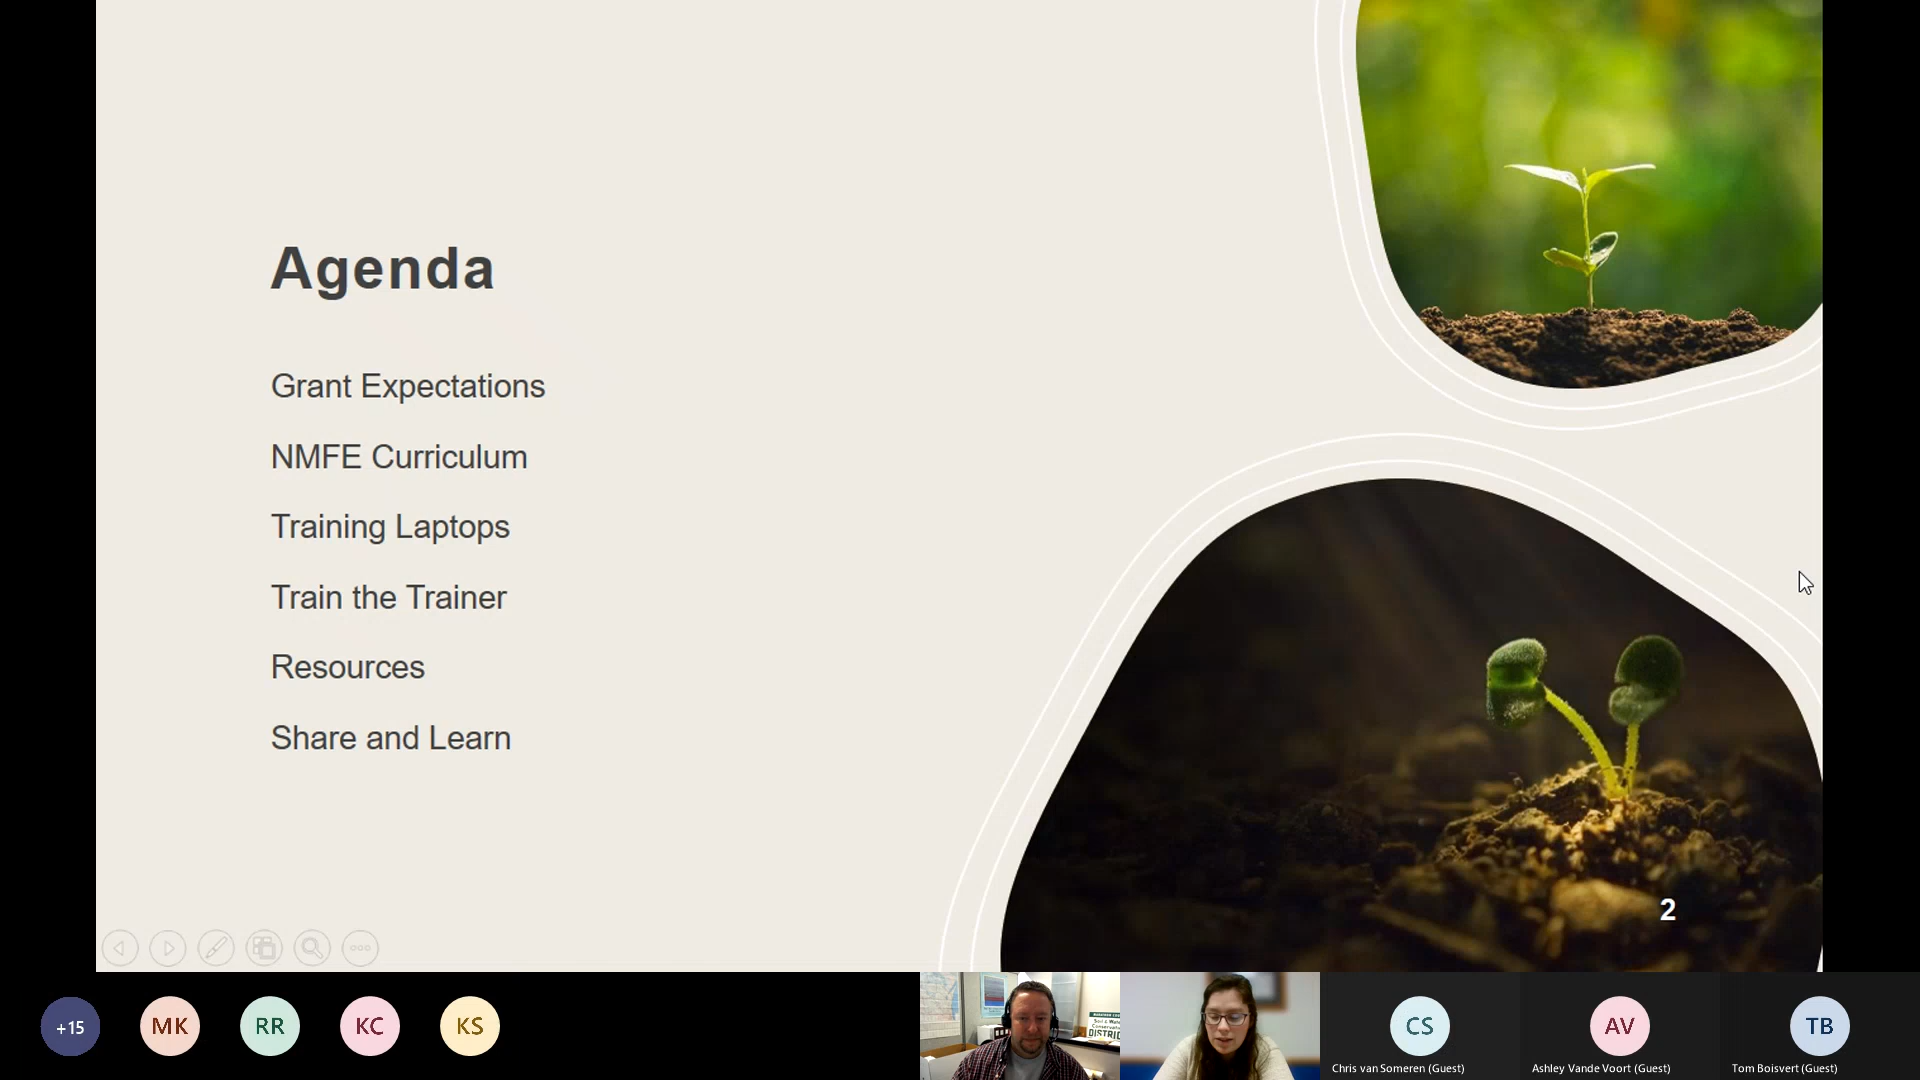 Agenda
Grant Expectations
NMFE Curriculum
Training Laptops
Train the Trainer
Resources
Share and Learn
2
+15
MK
RR
KC
KS
DISTRIC
CS
AV
TB
Chris van Someren (Guest)
Ashley Vande Voort (Guest)
Tom Boisvert (Guest)